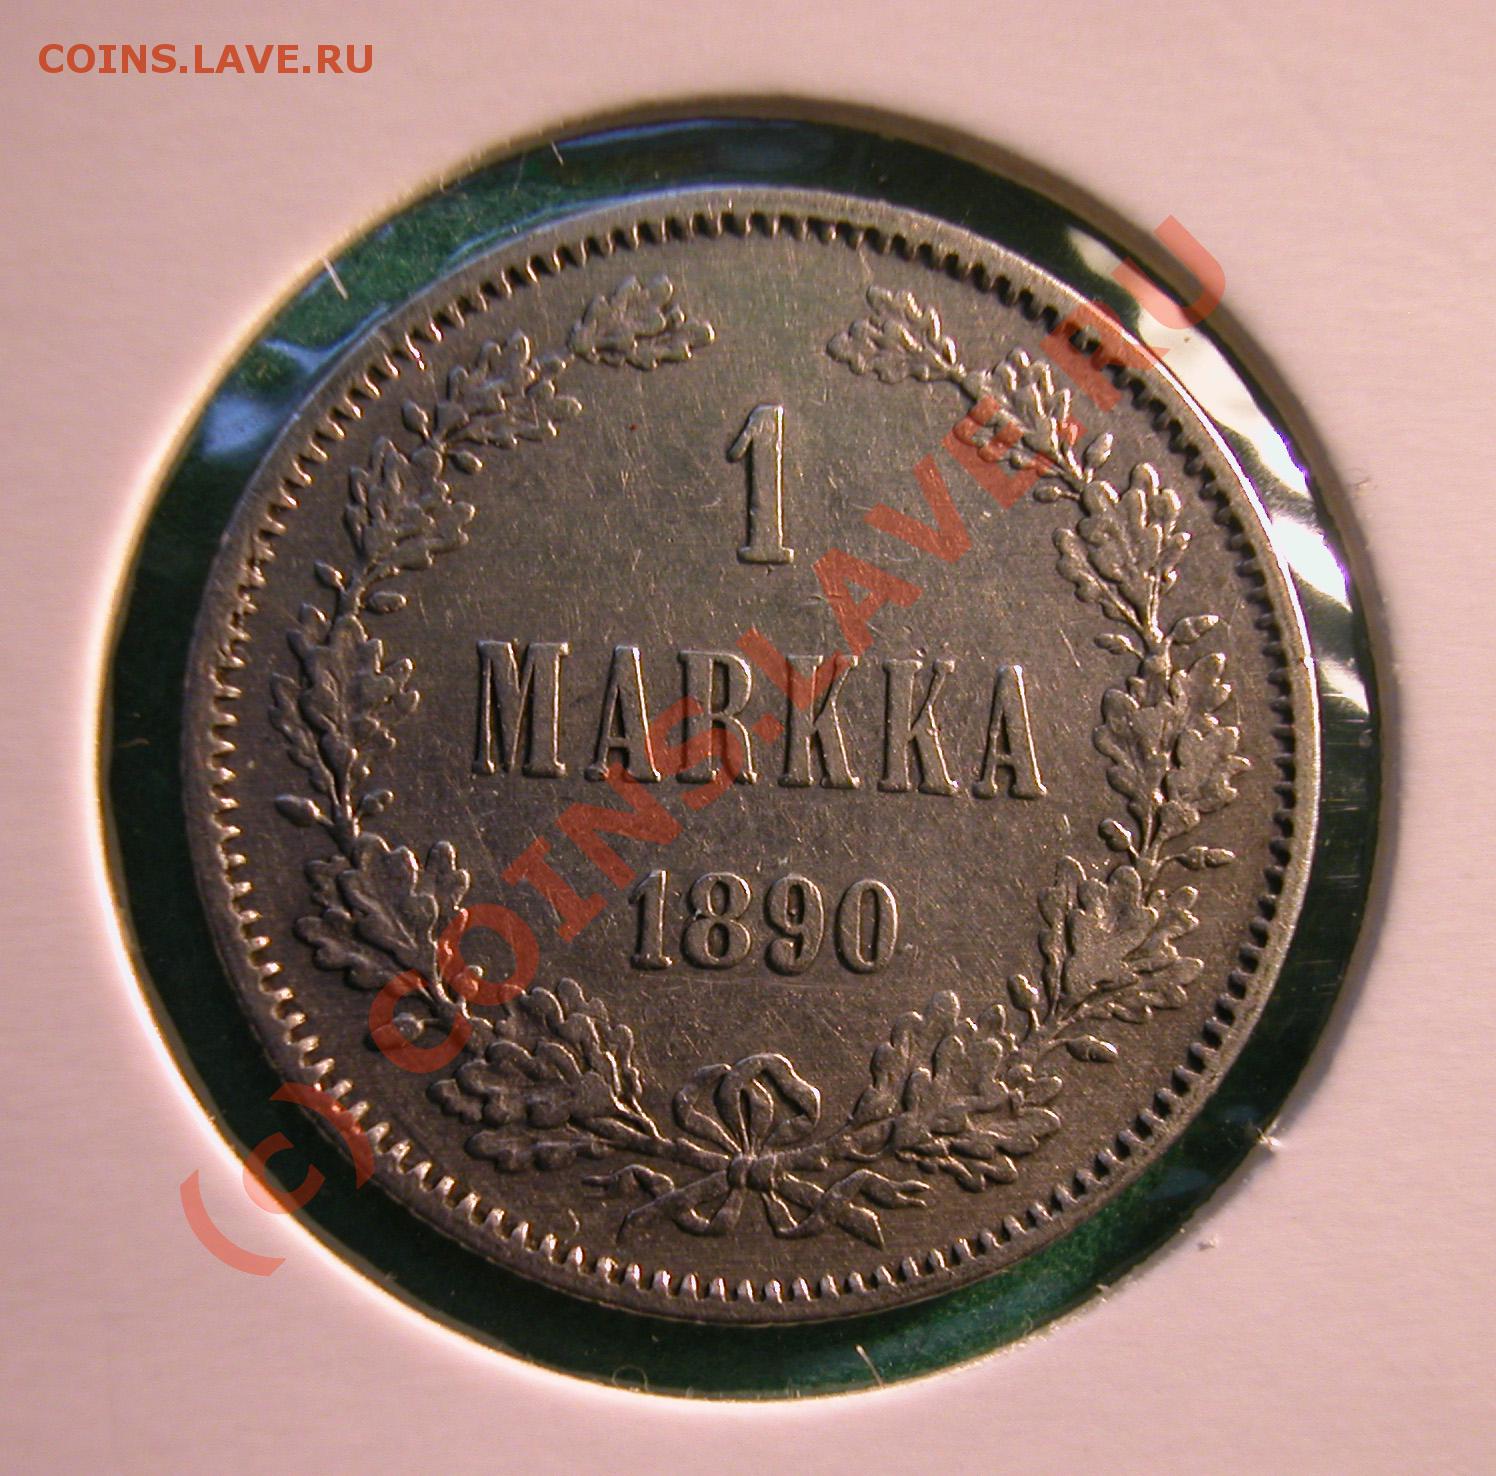 COINS.LAVE.RU
1
MARKKA
1890
(c) COINS.LAVE.RU